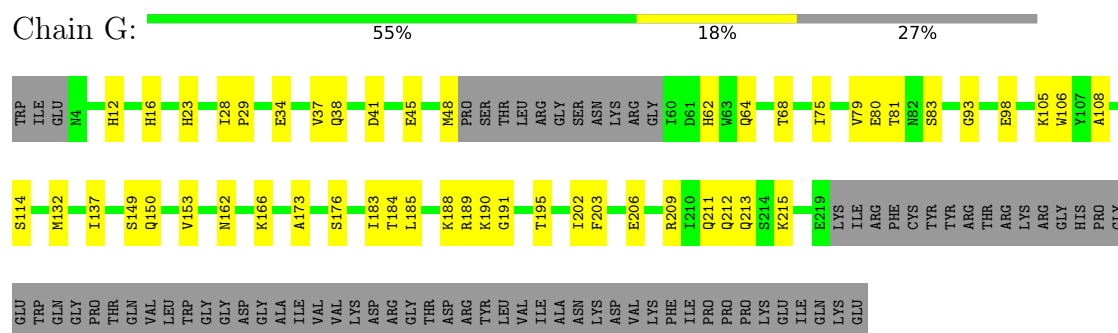 Chain G:
55% 18% 27%
TRP ILE GLU N4 H12 H16 H23 I28 P29 E34 V37 Q38 D41 E45 M48 PRO SER THR LEU ARG GLY SER ASN LYS ARG GLY I60 D61 H62 W63 Q64 T68 I75 V79 E80 T81 N82 S83 G93 E98 K105 W106 Y107 A108
S114 M132 I137 S149 Q150 V153 N162 K166 A173 S176 I183 T184 L185 K188 R189 K190 G191 T195 I202 F203 E206 R209 I210 Q211 Q212 Q213 S214 K215 E219 LYS ILE ARG PHE CYS TYR TYR ARG THR ARG LYS ARG GLY HIS PRO GLY
GLU TRP GLN GLY PRO THR GLN VAL LEU TRP GLY GLY ASP GLY ALA ILE VAL VAL LYS ASP ARG GLY THR ASP ARG TYR LEU VAL ILE ALA ASN LYS ASP VAL LYS PHE ILE PRO PRO PRO LYS GLU ILE GLN LYS GLU